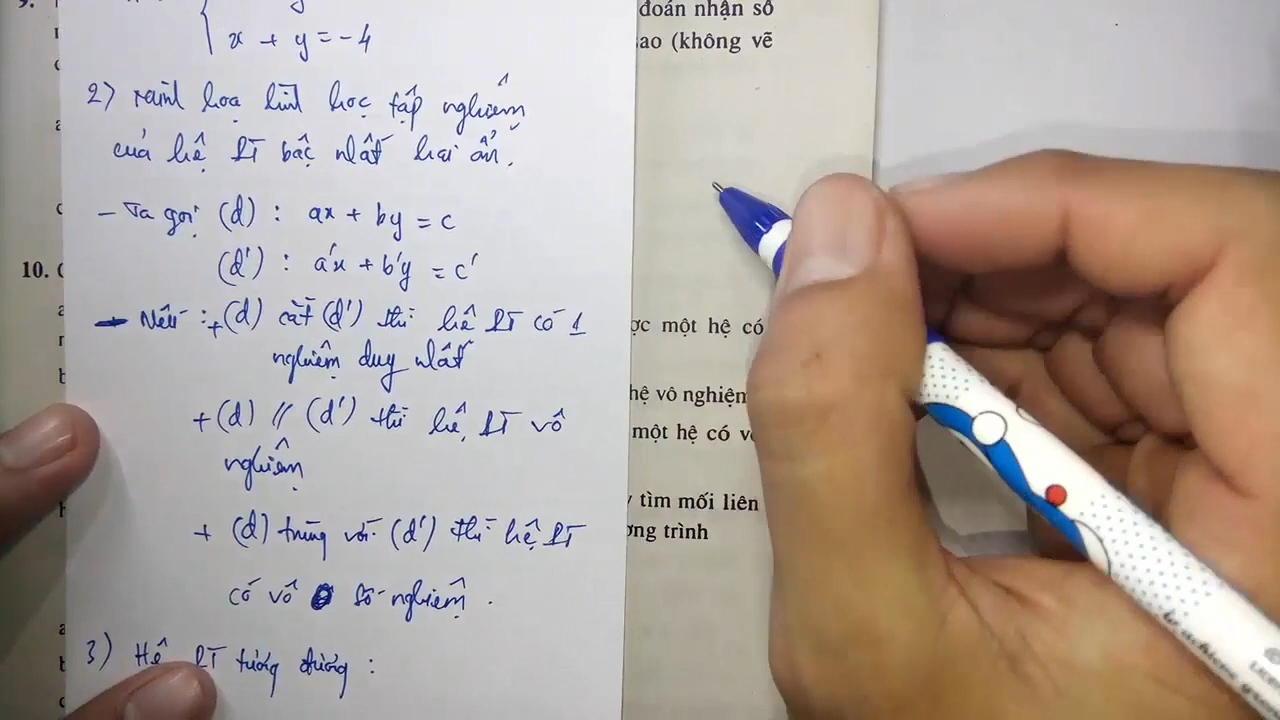 9.
đoán nhận số
x + y = -4
sao (không vẽ
2) Minh hoạ hình học tập nghiệm
của hệ PT bậc nhất hai ẩn.
- Ta gọi (d) : ax + by = c
(d') : a'x + b'y = c'
10.
- Nếu : + (d) cắt (d') thì hệ PT có 1
ược một hệ có
nghiệm duy nhất
hệ vô nghiệm
+ (d) // (d') thì hệ PT vô
một hệ có
nghiệm
tìm mối liên
+ (d) trùng với (d') thì hệ PT
ơng trình
có vô số nghiệm.
3) Hệ PT tương đương :